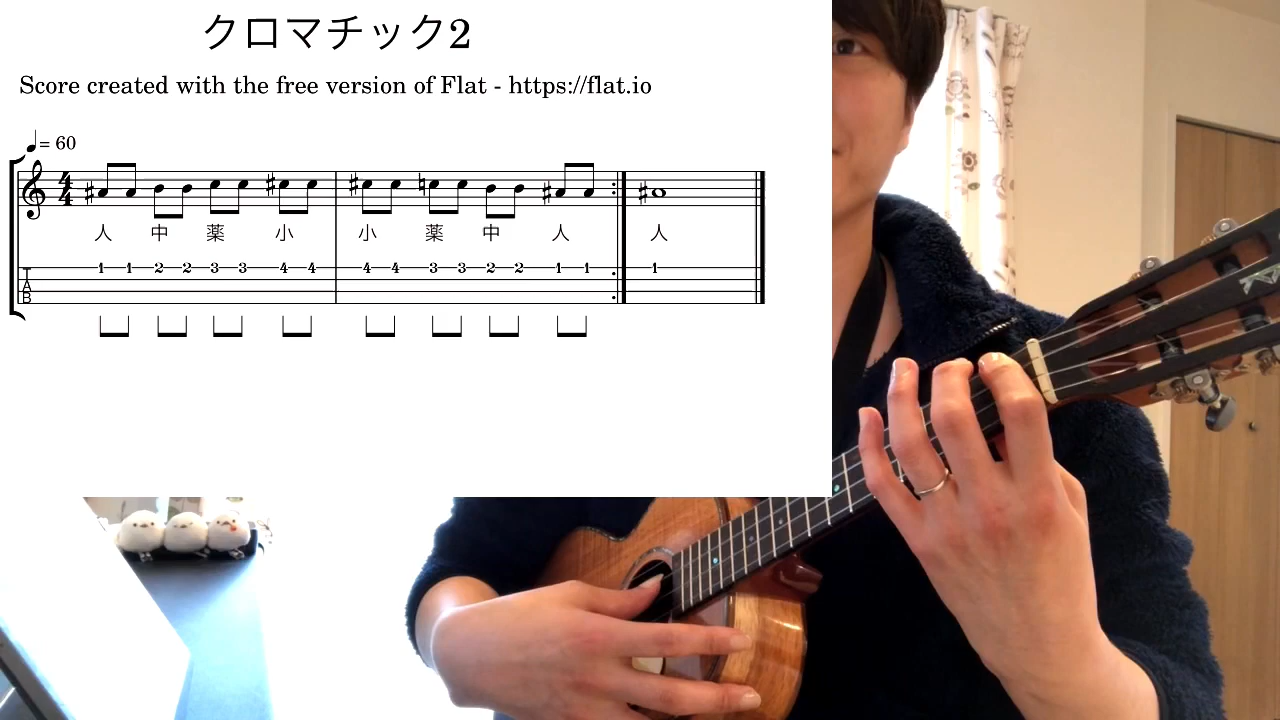 クロマチック2
Score created with the free version of Flat - https://flat.io
= 60
4
4
人 中 薬 小 小 薬 中 人 人
T 1 1 2 2 3 3 4 4 4 4 3 3 2 2 1 1 1
A
B